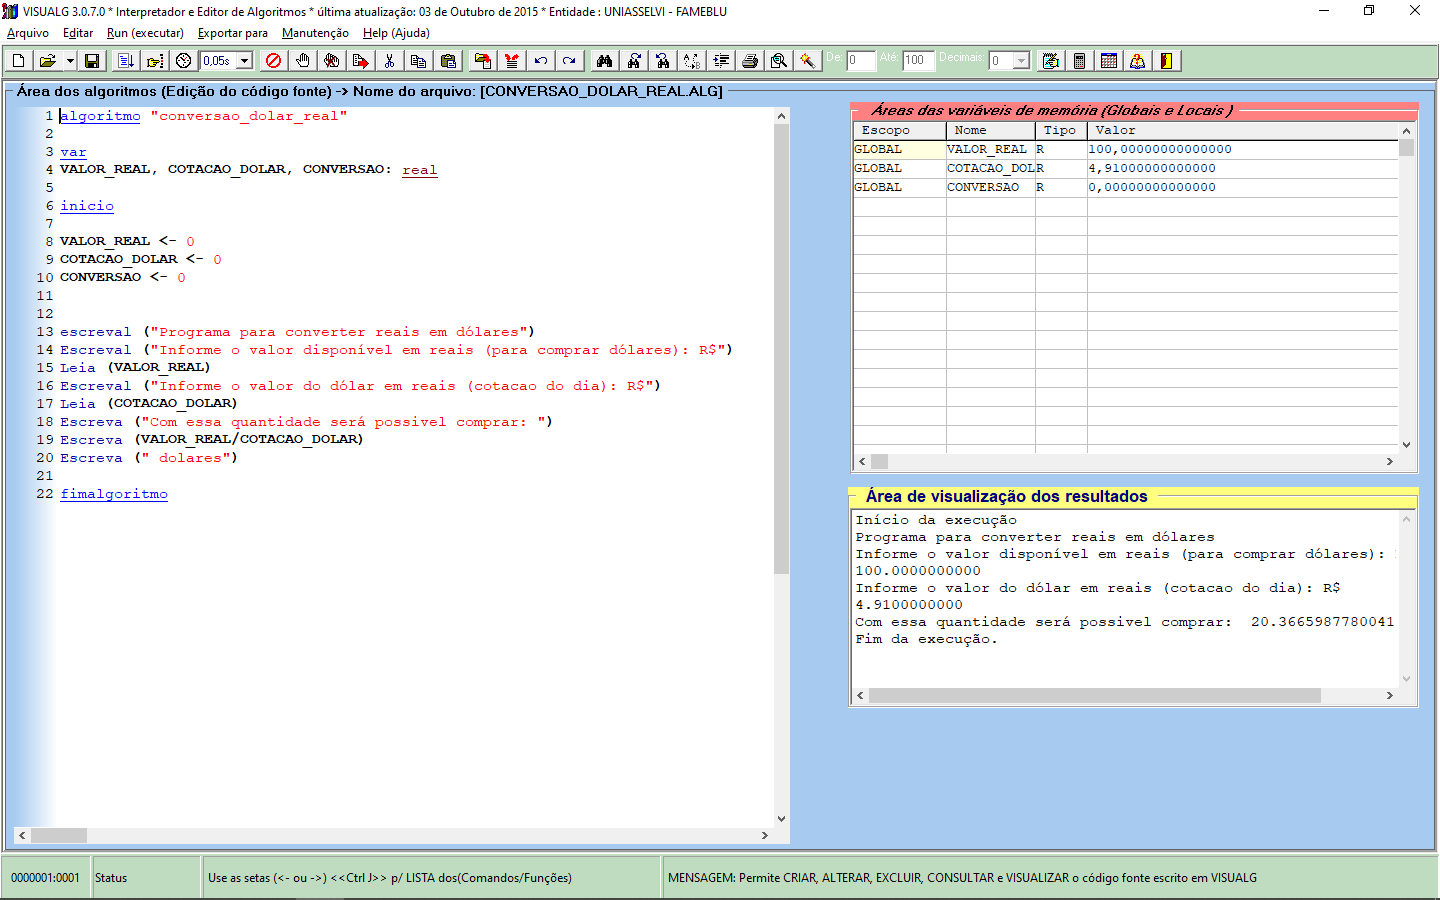 VISUALG 3.0.7.0 * Interpretador e Editor de Algoritmos * última atualização: 03 de Outubro de 2015 * Entidade : UNIASSELVI - FAMEBLU
Arquivo Editar Run (executar) Exportar para Manutenção Help (Ajuda)
0,05s De: 0 Até: 100 Decimais: 0
Área dos algoritmos (Edição do código fonte) -> Nome do arquivo: [CONVERSAO_DOLAR_REAL.ALG]
1 algoritmo "conversao_dolar_real"
2
3 var
4 VALOR_REAL, COTACAO_DOLAR, CONVERSAO: real
5
6 inicio
7
8 VALOR_REAL <- 0
9 COTACAO_DOLAR <- 0
10 CONVERSAO <- 0
11
12
13 escreval ("Programa para converter reais em dólares")
14 Escreval ("Informe o valor disponível em reais (para comprar dólares): R$")
15 Leia (VALOR_REAL)
16 Escreval ("Informe o valor do dólar em reais (cotacao do dia): R$")
17 Leia (COTACAO_DOLAR)
18 Escreva ("Com essa quantidade será possivel comprar: ")
19 Escreva (VALOR_REAL/COTACAO_DOLAR)
20 Escreva (" dolares")
21
22 fimalgoritmo
Áreas das variáveis de memória (Globais e Locais )
Escopo Nome Tipo Valor
GLOBAL VALOR_REAL R 100,00000000000000
GLOBAL COTACAO_DOL R 4,91000000000000
GLOBAL CONVERSAO R 0,00000000000000
Área de visualização dos resultados
Início da execução
Programa para converter reais em dólares
Informe o valor disponível em reais (para comprar dólares):
100.0000000000
Informe o valor do dólar em reais (cotacao do dia): R$
4.9100000000
Com essa quantidade será possivel comprar:  20.3665987780041
Fim da execução.
0000001:0001 Status Use as setas (<- ou ->) <<Ctrl J>> p/ LISTA dos(Comandos/Funções) MENSAGEM: Permite CRIAR, ALTERAR, EXCLUIR, CONSULTAR e VISUALIZAR o código fonte escrito em VISUALG